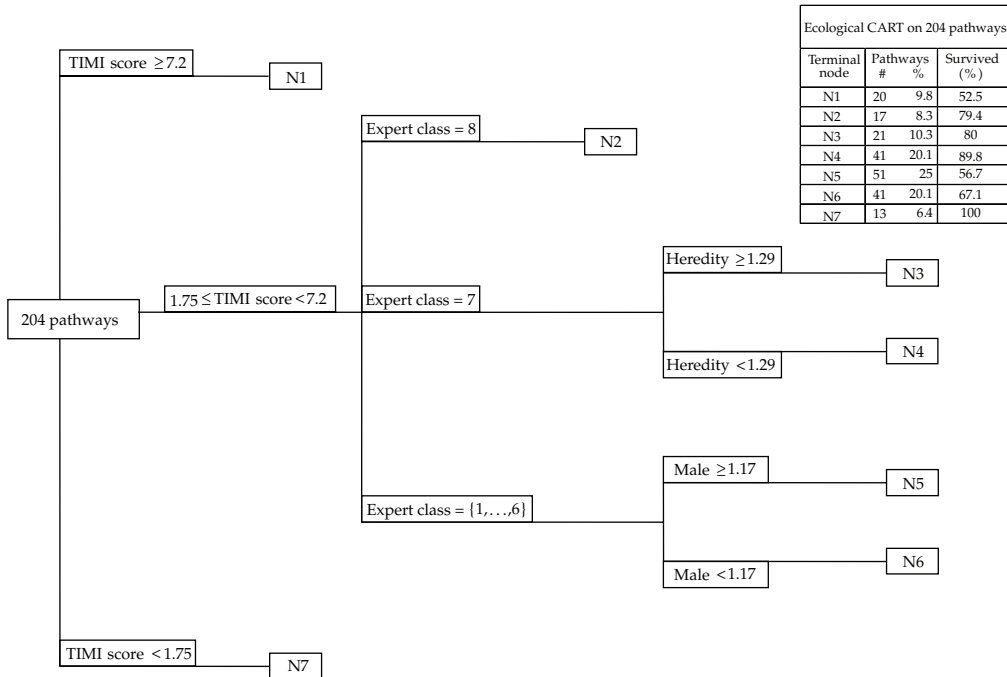 Ecological CART on 204 pathways
Terminal node Pathways # % Survived (%)
N1 20 9.8 52.5
N2 17 8.3 79.4
N3 21 10.3 80
N4 41 20.1 89.8
N5 51 25 56.7
N6 41 20.1 67.1
N7 13 6.4 100
TIMI score ≥7.2
N1
Expert class = 8
N2
Heredity ≥1.29
N3
204 pathways
1.75 ≤ TIMI score <7.2
Expert class = 7
Heredity <1.29
N4
Male ≥1.17
N5
Expert class = {1,...,6}
Male <1.17
N6
TIMI score <1.75
N7